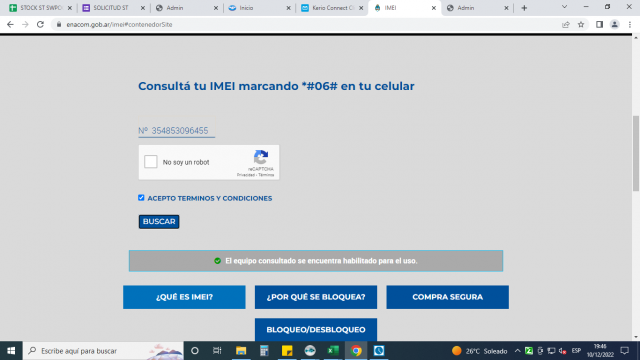 STOCK ST SWPC
SOLICITUD ST
Admin
Inicio
Kerio Connect Cl
IMEI
Admin
enacom.gob.ar/imei#contenedorSite
Consultá tu IMEI marcando *#06# en tu celular
Nº 354853096455
No soy un robot
reCAPTCHA
Privacidad - Términos
ACEPTO TERMINOS Y CONDICIONES
BUSCAR
El equipo consultado se encuentra habilitado para el uso.
¿QUÉ ES IMEI?
¿POR QUÉ SE BLOQUEA?
COMPRA SEGURA
BLOQUEO/DESBLOQUEO
Escribe aquí para buscar
26°C Soleado
ESP
19:46
10/12/2022